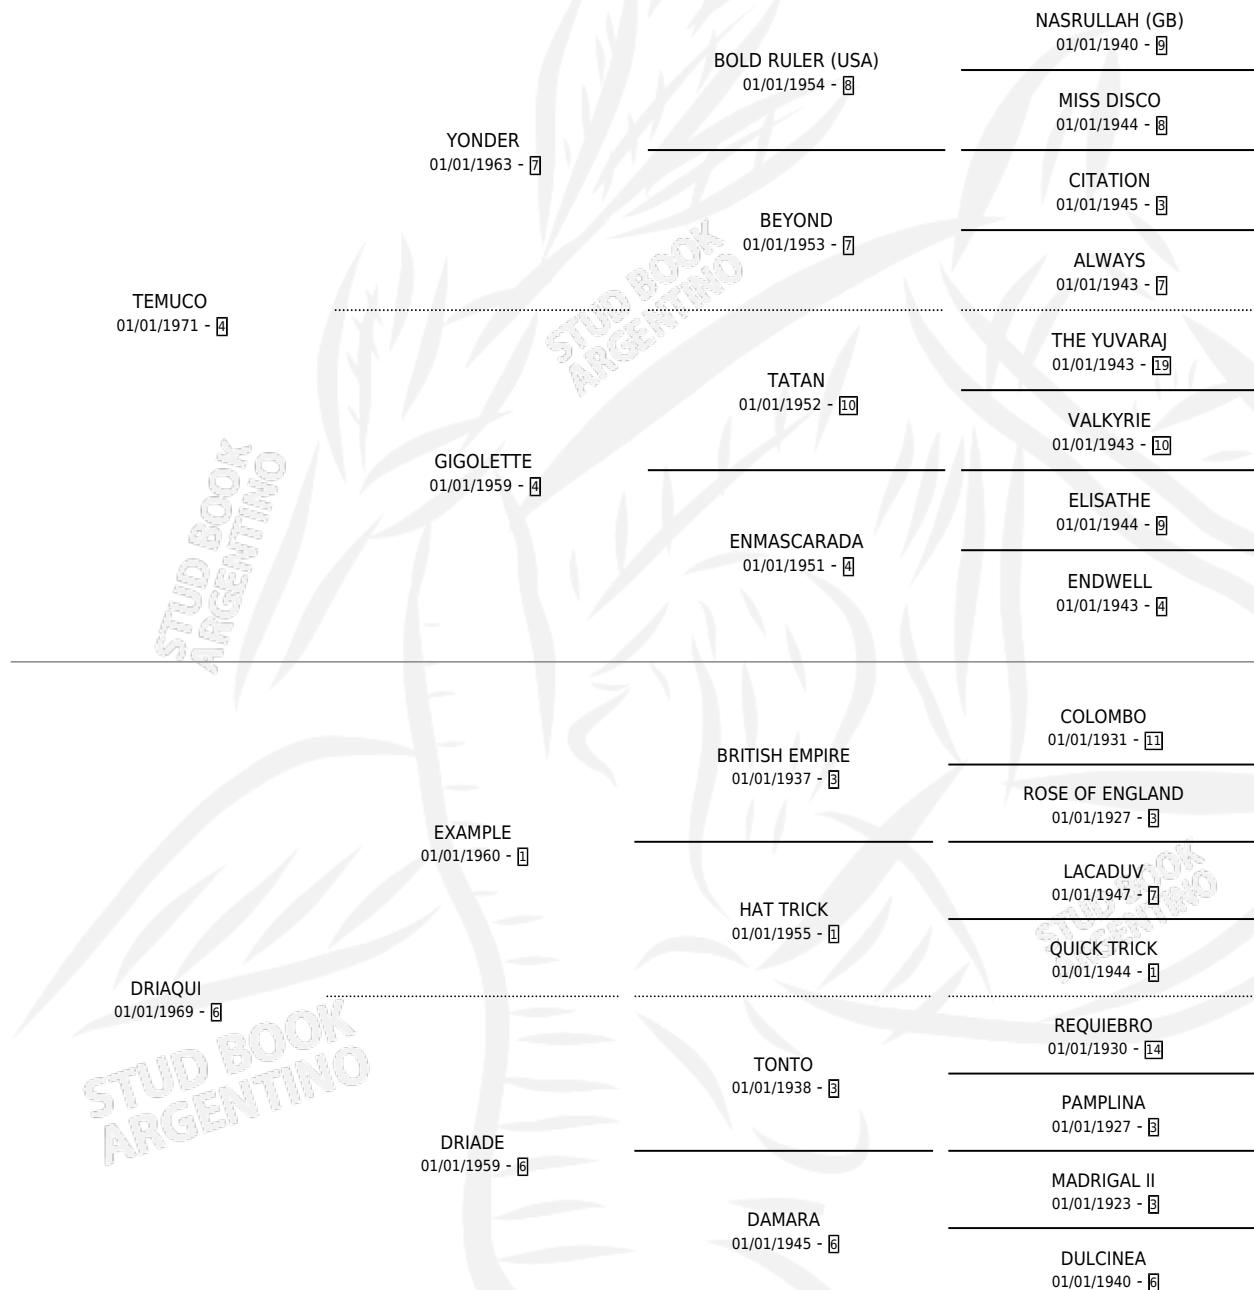 NASRULLAH (GB)
01/01/1940 - 9
BOLD RULER (USA)
01/01/1954 - 8
MISS DISCO
01/01/1944 - 8
YONDER
01/01/1963 - 7
CITATION
01/01/1945 - 3
BEYOND
01/01/1953 - 7
ALWAYS
01/01/1943 - 7
TEMUCO
01/01/1971 - 4
THE YUVARAJ
01/01/1943 - 19
TATAN
01/01/1952 - 10
VALKYRIE
01/01/1943 - 10
GIGOLETTE
01/01/1959 - 4
ELISATHE
01/01/1944 - 9
ENMASCARADA
01/01/1951 - 4
ENDWELL
01/01/1943 - 4
COLOMBO
01/01/1931 - 11
BRITISH EMPIRE
01/01/1937 - 3
ROSE OF ENGLAND
01/01/1927 - 3
EXAMPLE
01/01/1960 - 1
LACADUV
01/01/1947 - 7
HAT TRICK
01/01/1955 - 1
QUICK TRICK
01/01/1944 - 1
DRIAQUI
01/01/1969 - 6
REQUIEBRO
01/01/1930 - 14
TONTO
01/01/1938 - 3
PAMPLINA
01/01/1927 - 3
DRIADE
01/01/1959 - 6
MADRIGAL II
01/01/1923 - 3
DAMARA
01/01/1945 - 6
DULCINEA
01/01/1940 - 6
STUD BOOK
ARGENTINO
STUD BOOK
ARGENTINO
STUD BOOK
ARGENTINO
STUD BOOK
ARGENTINO